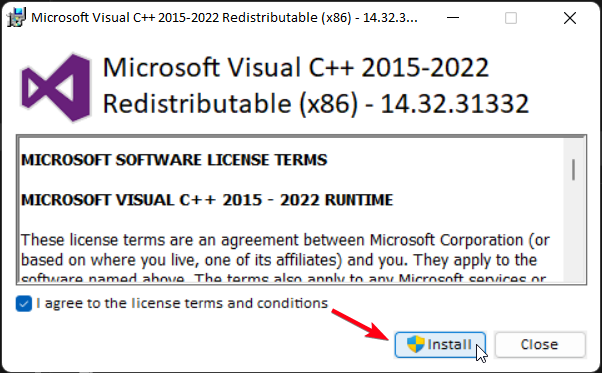 Microsoft Visual C++ 2015-2022 Redistributable (x86) - 14.32.3...
Microsoft Visual C++ 2015-2022
Redistributable (x86) - 14.32.31332
MICROSOFT SOFTWARE LICENSE TERMS
MICROSOFT VISUAL C++ 2015 - 2022 RUNTIME
These license terms are an agreement between Microsoft Corporation (or
based on where you live, one of its affiliates) and you. They apply to the
software named above. The terms also apply to any Microsoft services or
I agree to the license terms and conditions
Install
Close